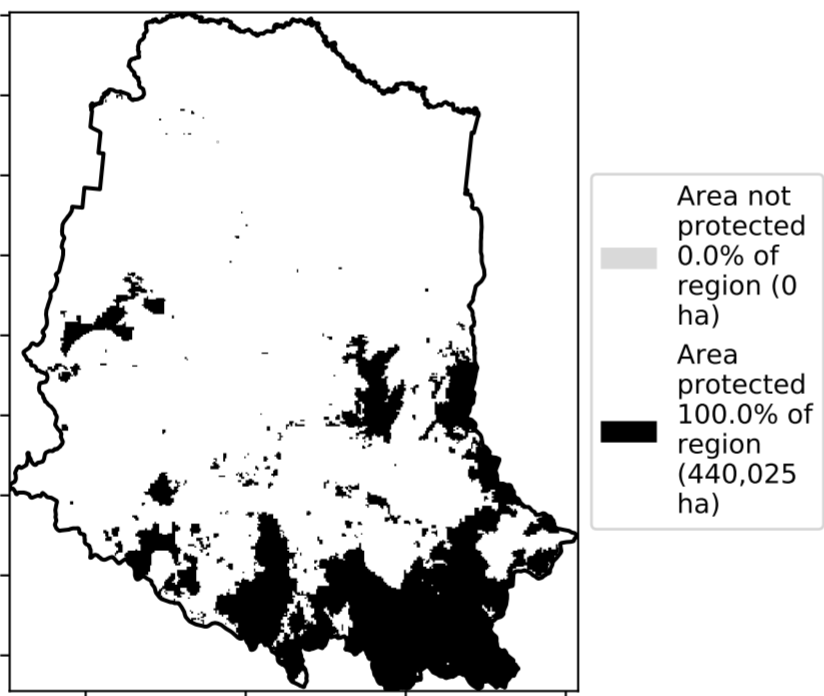 Area not
protected
0.0% of
region (0
ha)
Area
protected
100.0% of
region
(440,025
ha)